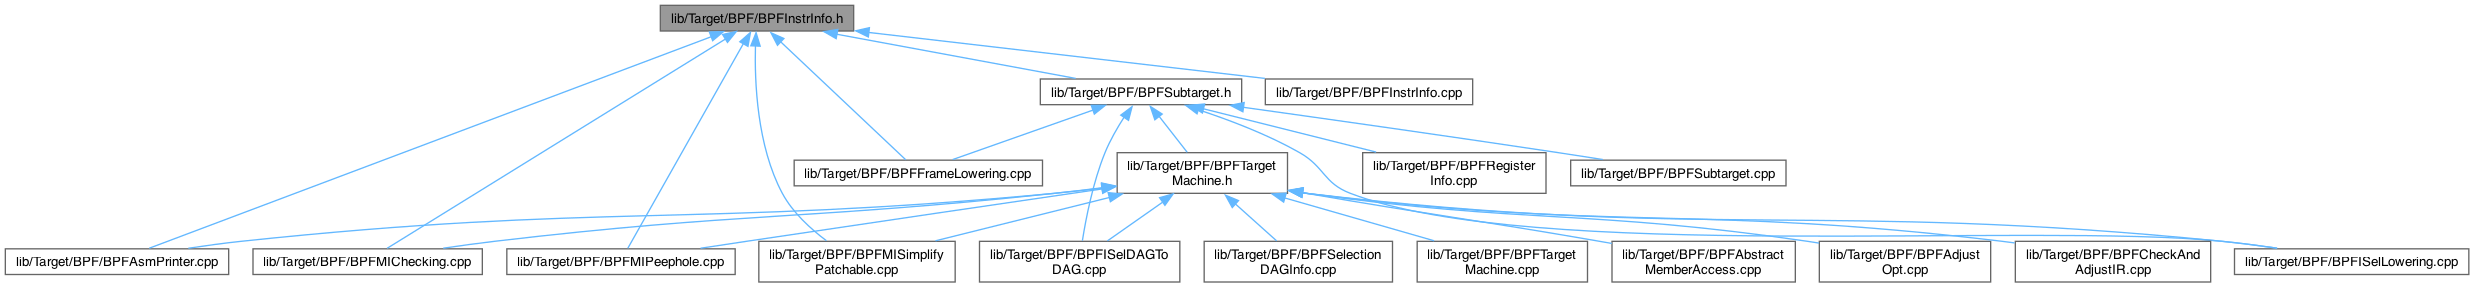 lib/Target/BPF/BPFInstrInfo.h
lib/Target/BPF/BPFSubtarget.h
lib/Target/BPF/BPFInstrInfo.cpp
lib/Target/BPF/BPFFrameLowering.cpp
lib/Target/BPF/BPFTarget
Machine.h
lib/Target/BPF/BPFRegister
Info.cpp
lib/Target/BPF/BPFSubtarget.cpp
lib/Target/BPF/BPFAsmPrinter.cpp
lib/Target/BPF/BPFMIChecking.cpp
lib/Target/BPF/BPFMIPeephole.cpp
lib/Target/BPF/BPFMISimplify
Patchable.cpp
lib/Target/BPF/BPFISelDAGTo
DAG.cpp
lib/Target/BPF/BPFSelection
DAGInfo.cpp
lib/Target/BPF/BPFTarget
Machine.cpp
lib/Target/BPF/BPFAbstract
MemberAccess.cpp
lib/Target/BPF/BPFAdjust
Opt.cpp
lib/Target/BPF/BPFCheckAnd
AdjustIR.cpp
lib/Target/BPF/BPFISelLowering.cpp